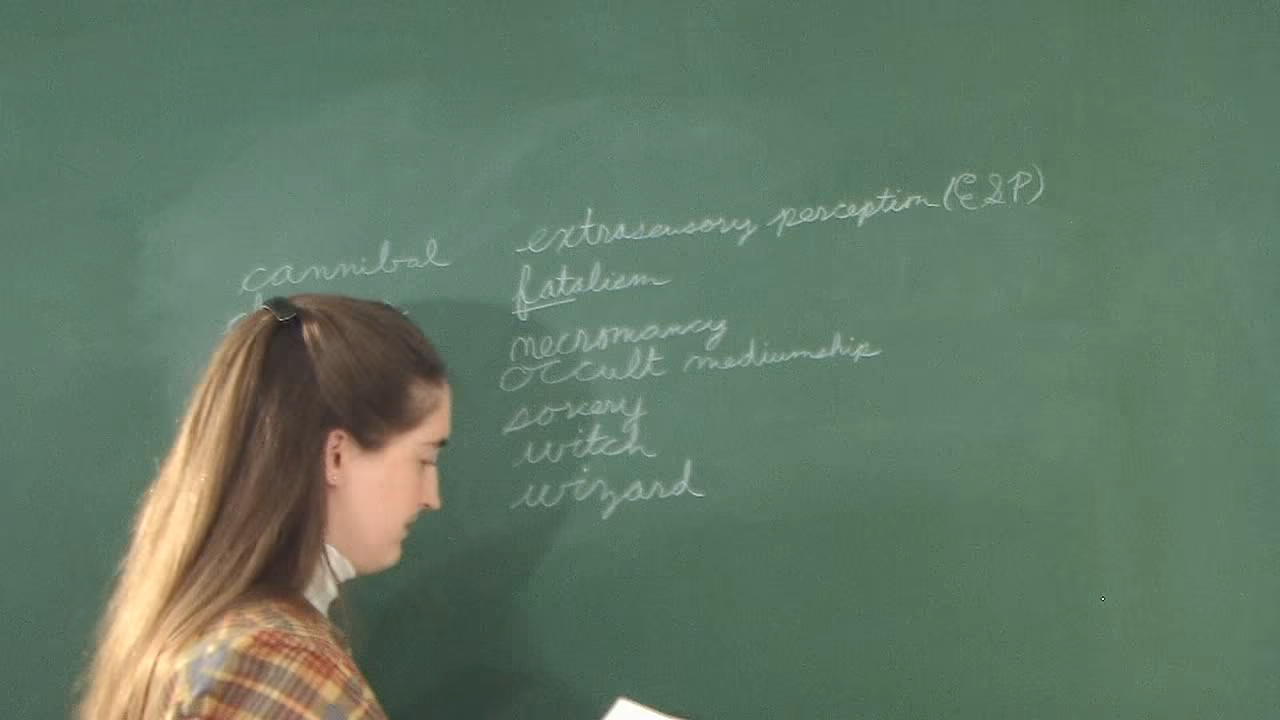 cannibal
extrasensory perception (ESP)
fatalism
necromancy
occult mediumship
sorcery
witch
wizard